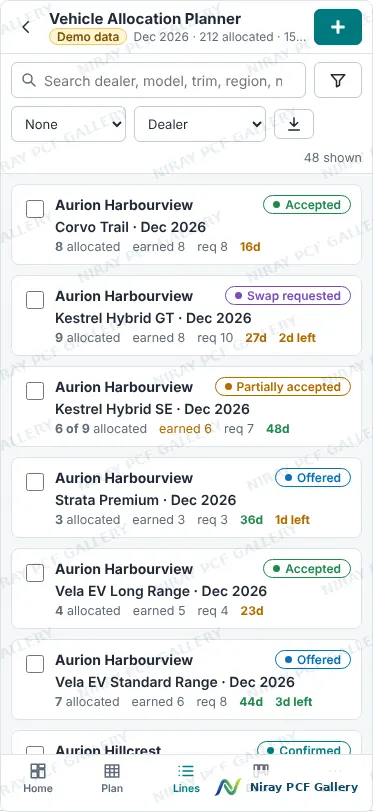 Vehicle Allocation Planner
Demo data Dec 2026 · 212 allocated · 15...
Search dealer, model, trim, region, n
None Dealer
48 shown
Aurion Harbourview Accepted
Corvo Trail · Dec 2026
8 allocated earned 8 req 8 16d
Aurion Harbourview Swap requested
Kestrel Hybrid GT · Dec 2026
9 allocated earned 8 req 10 27d 2d left
Aurion Harbourview Partially accepted
Kestrel Hybrid SE · Dec 2026
6 of 9 allocated earned 6 req 7 48d
Aurion Harbourview Offered
Strata Premium · Dec 2026
3 allocated earned 3 req 3 36d 1d left
Aurion Harbourview Accepted
Vela EV Long Range · Dec 2026
4 allocated earned 5 req 4 23d
Aurion Harbourview Offered
Vela EV Standard Range · Dec 2026
7 allocated earned 6 req 8 44d 3d left
Aurion Hillcrest Confirmed
Home Plan Lines Niray PCF Gallery
NIRAY PCF GALLERY